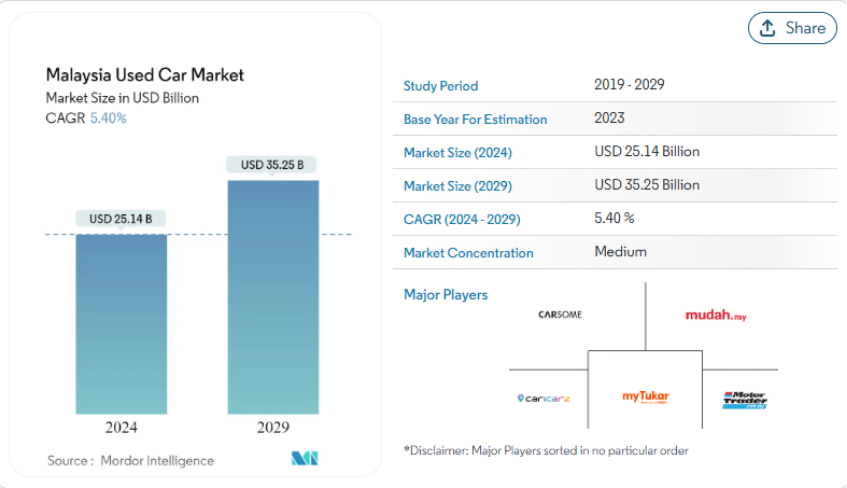 Share
Malaysia Used Car Market
Market Size in USD Billion
CAGR 5.40%
USD 35.25 B
USD 25.14 B
2024
2029
Source : Mordor Intelligence
Study Period 2019 - 2029
Base Year For Estimation 2023
Market Size (2024) USD 25.14 Billion
Market Size (2029) USD 35.25 Billion
CAGR (2024 - 2029) 5.40 %
Market Concentration Medium
Major Players
CARSOME
mudah.my
caricarz
myTukar
Motor
Trader
*Disclaimer: Major Players sorted in no particular order